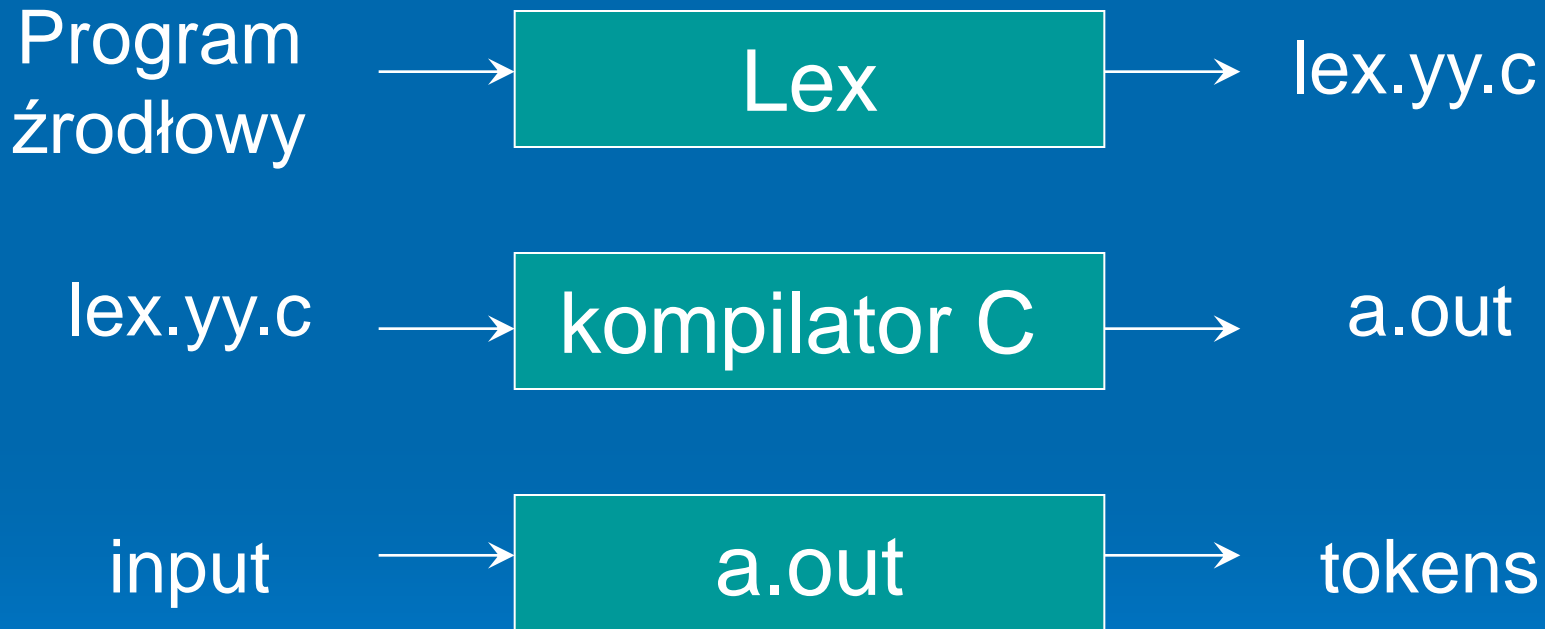 Program
źrodłowy
Lex
lex.yy.c
lex.yy.c
kompilator C
a.out
input
a.out
tokens